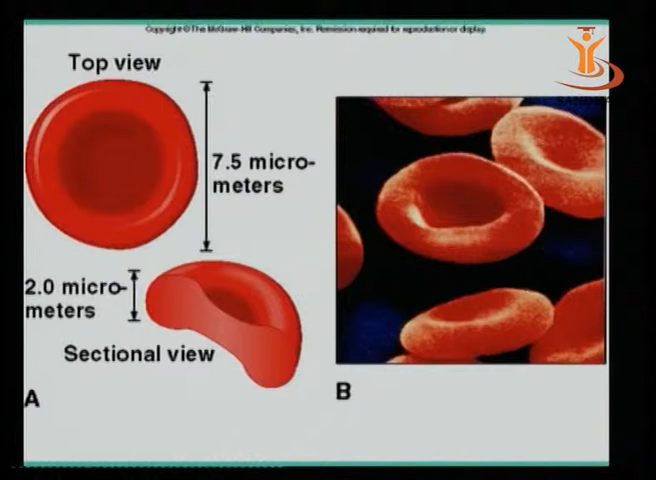 Copyright ©The McGraw-Hill Companies, Inc. Permission required for reproduction or display.
Top view
7.5 micro-
meters
2.0 micro-
meters
Sectional view
A
B